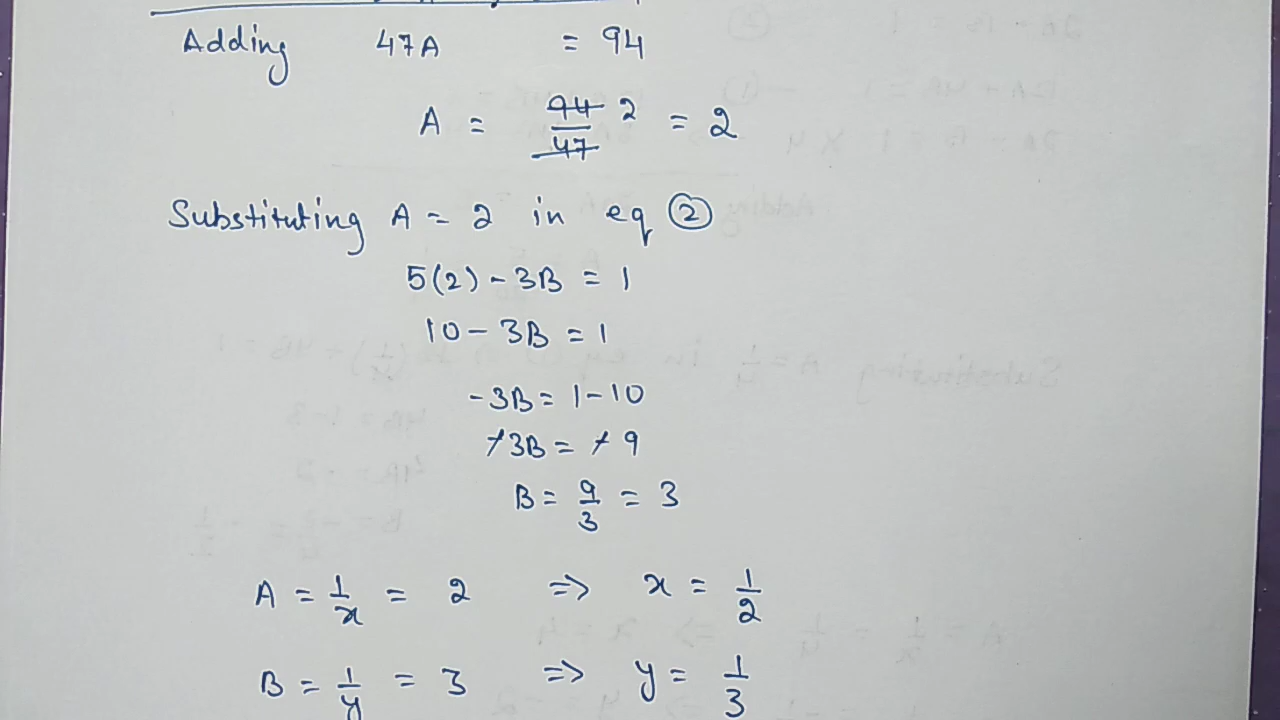 Adding 47A = 94
A = 94/47 2 = 2
Substituting A = 2 in eq ②
5(2) - 3B = 1
10 - 3B = 1
-3B = 1 - 10
-3B = -9
B = 9/3 = 3
A = 1/x = 2 => x = 1/2
B = 1/y = 3 => y = 1/3